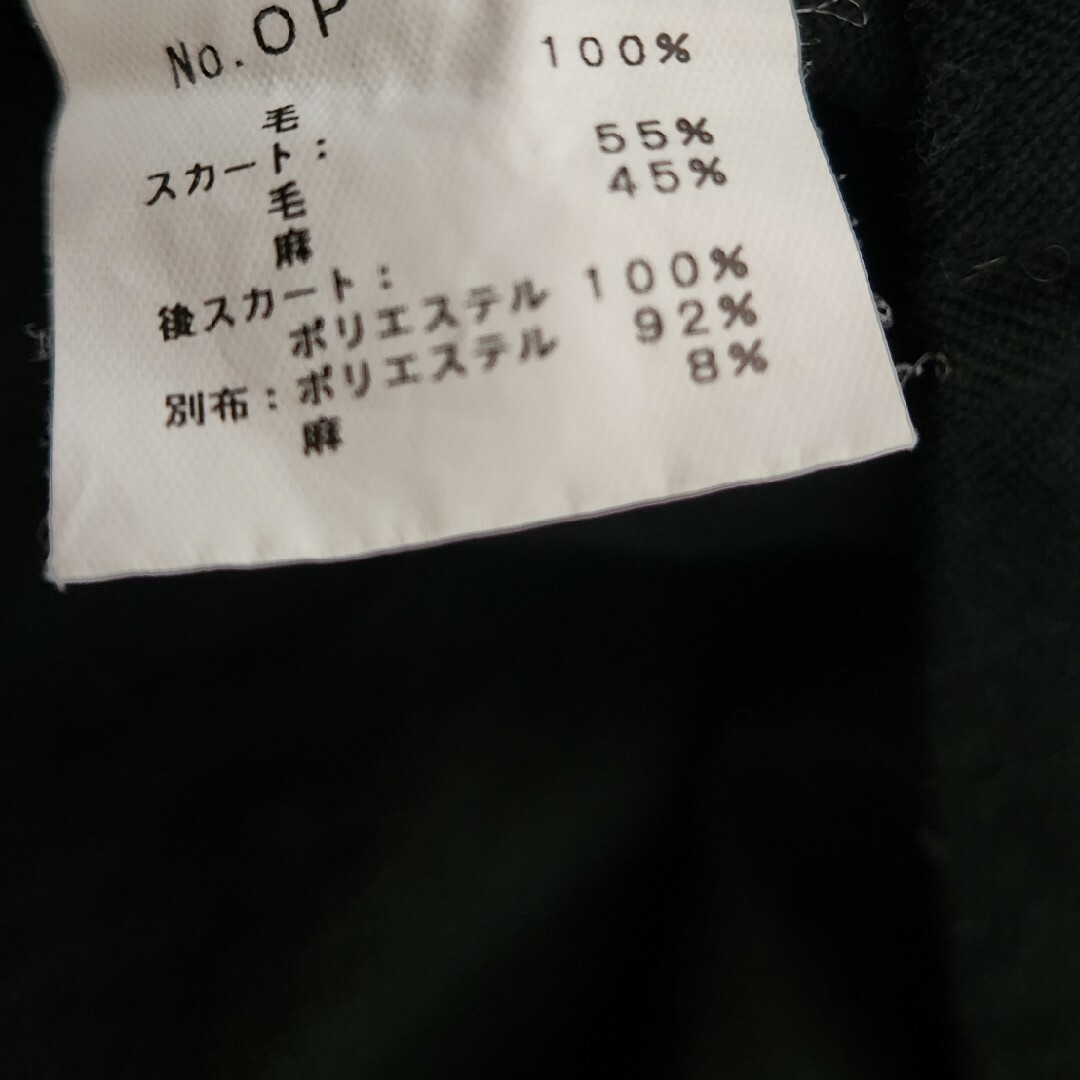 No.OP
毛 100%
スカート:
毛 55%
麻 45%
後スカート:
ポリエステル 100%
別布:ポリエステル 92%
麻 8%